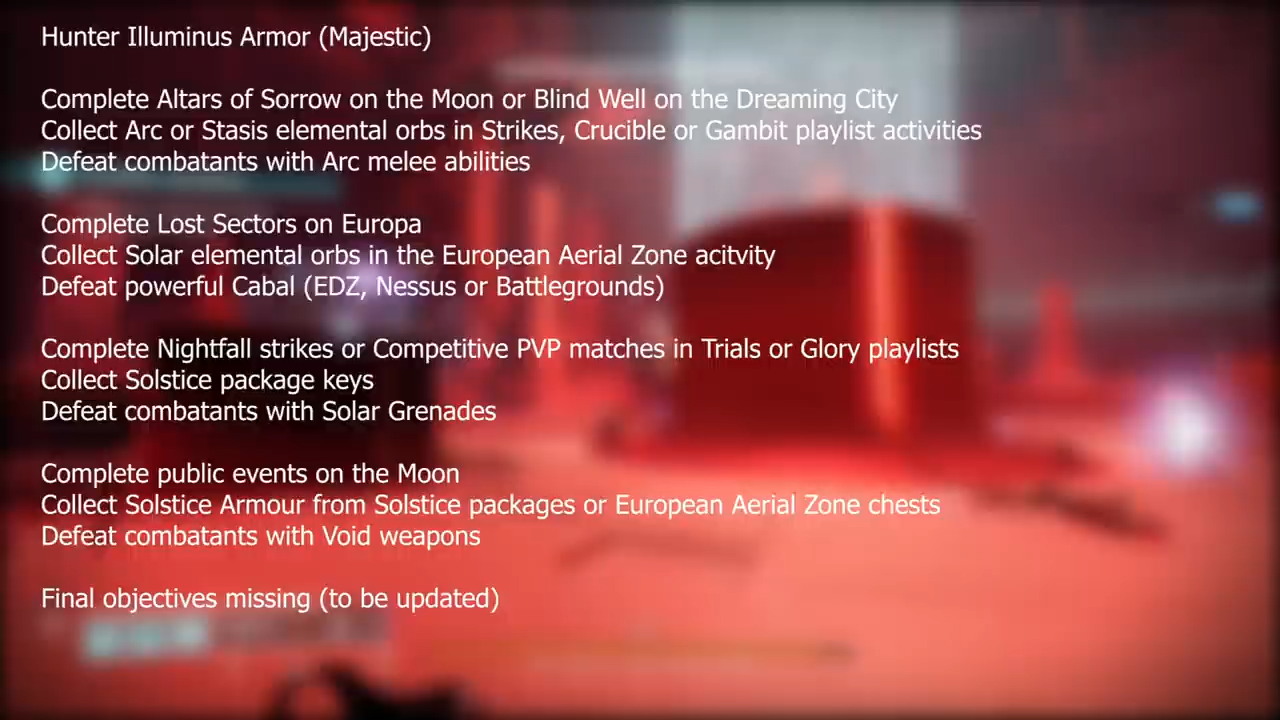 Hunter Illuminus Armor (Majestic)
Complete Altars of Sorrow on the Moon or Blind Well on the Dreaming City
Collect Arc or Stasis elemental orbs in Strikes, Crucible or Gambit playlist activities
Defeat combatants with Arc melee abilities
Complete Lost Sectors on Europa
Collect Solar elemental orbs in the European Aerial Zone acitvity
Defeat powerful Cabal (EDZ, Nessus or Battlegrounds)
Complete Nightfall strikes or Competitive PVP matches in Trials or Glory playlists
Collect Solstice package keys
Defeat combatants with Solar Grenades
Complete public events on the Moon
Collect Solstice Armour from Solstice packages or European Aerial Zone chests
Defeat combatants with Void weapons
Final objectives missing (to be updated)